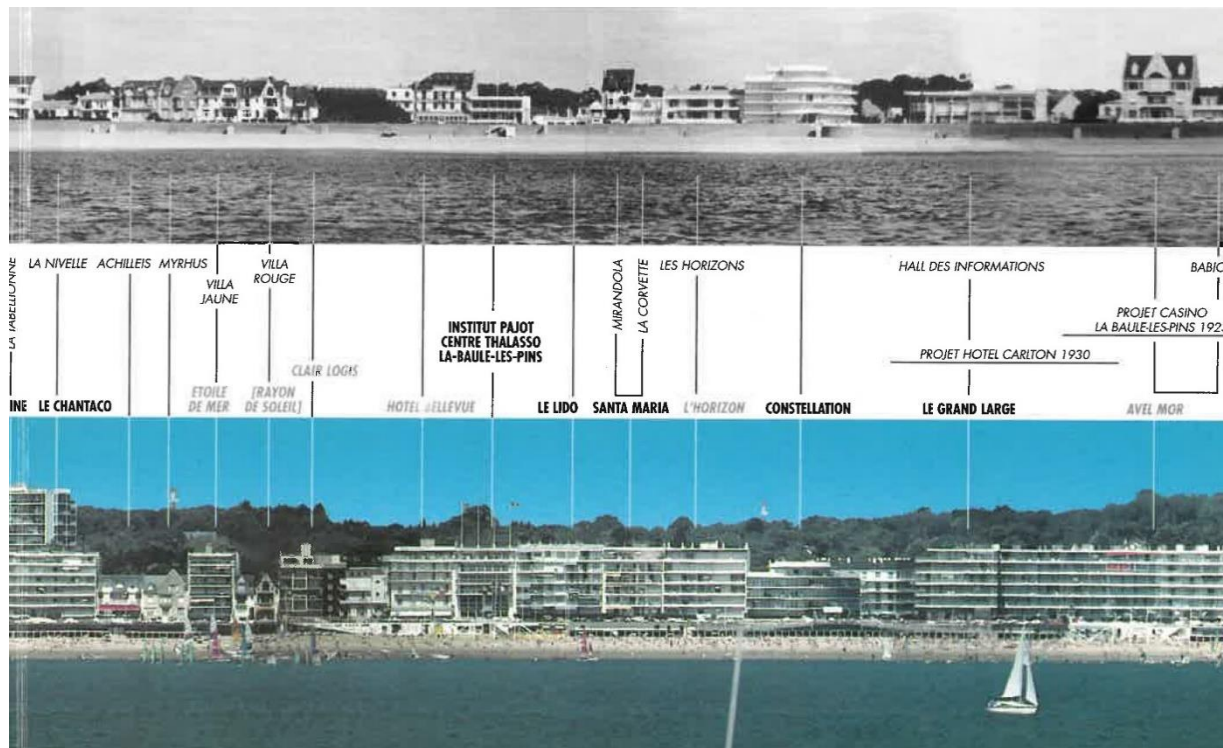 LA TABELLIONNE
LA NIVELLE
ACHILLEIS
MYRHUS
VILLA
JAUNE
VILLA
ROUGE
INSTITUT PAJOT
CENTRE THALASSO
LA-BAULE-LES-PINS
MIRANDOLA
LA CORVETTE
LES HORIZONS
HALL DES INFORMATIONS
BABIO
PROJET CASINO
LA BAULE-LES-PINS 192
PROJET HOTEL CARLTON 1930
CLAIR LOGIS
INE
LE CHANTACO
ETOILE
DE MER
[RAYON
DE SOLEIL]
HOTEL BELLEVUE
LE LIDO
SANTA MARIA
L'HORIZON
CONSTELLATION
LE GRAND LARGE
AVEL MOR